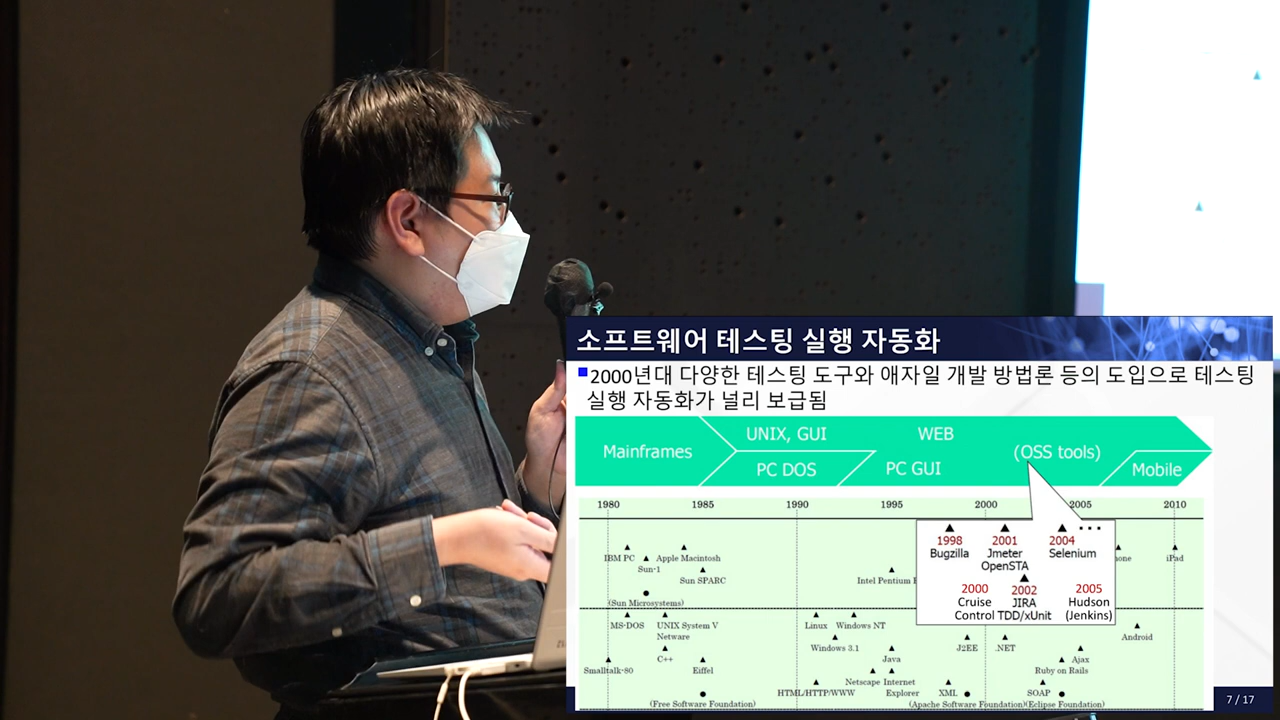 소프트웨어 테스팅 실행 자동화
2000년대 다양한 테스팅 도구와 애자일 개발 방법론 등의 도입으로 테스팅
실행 자동화가 널리 보급됨
Mainframes
UNIX, GUI
WEB
PC DOS
PC GUI
(OSS tools)
Mobile
1980 1985 1990 1995 2000 2005 2010
1998 2001 2004
Bugzilla Jmeter Selenium
OpenSTA
2000 2002 2005
Cruise JIRA Hudson
Control TDD/xUnit (Jenkins)
IBM PC Apple Macintosh iPad
Sun-1
Sun SPARC Intel Pentium
(Sun Microsystems)
MS-DOS UNIX System V Linux Windows NT
Netware Android
Windows 3.1 J2EE .NET
C++ Java Ajax
Smalltalk-80 Eiffel Ruby on Rails
Netscape Internet
HTML/HTTP/WWW Explorer XML SOAP
(Free Software Foundation) (Apache Software Foundation)(Eclipse Foundation)
7 / 17